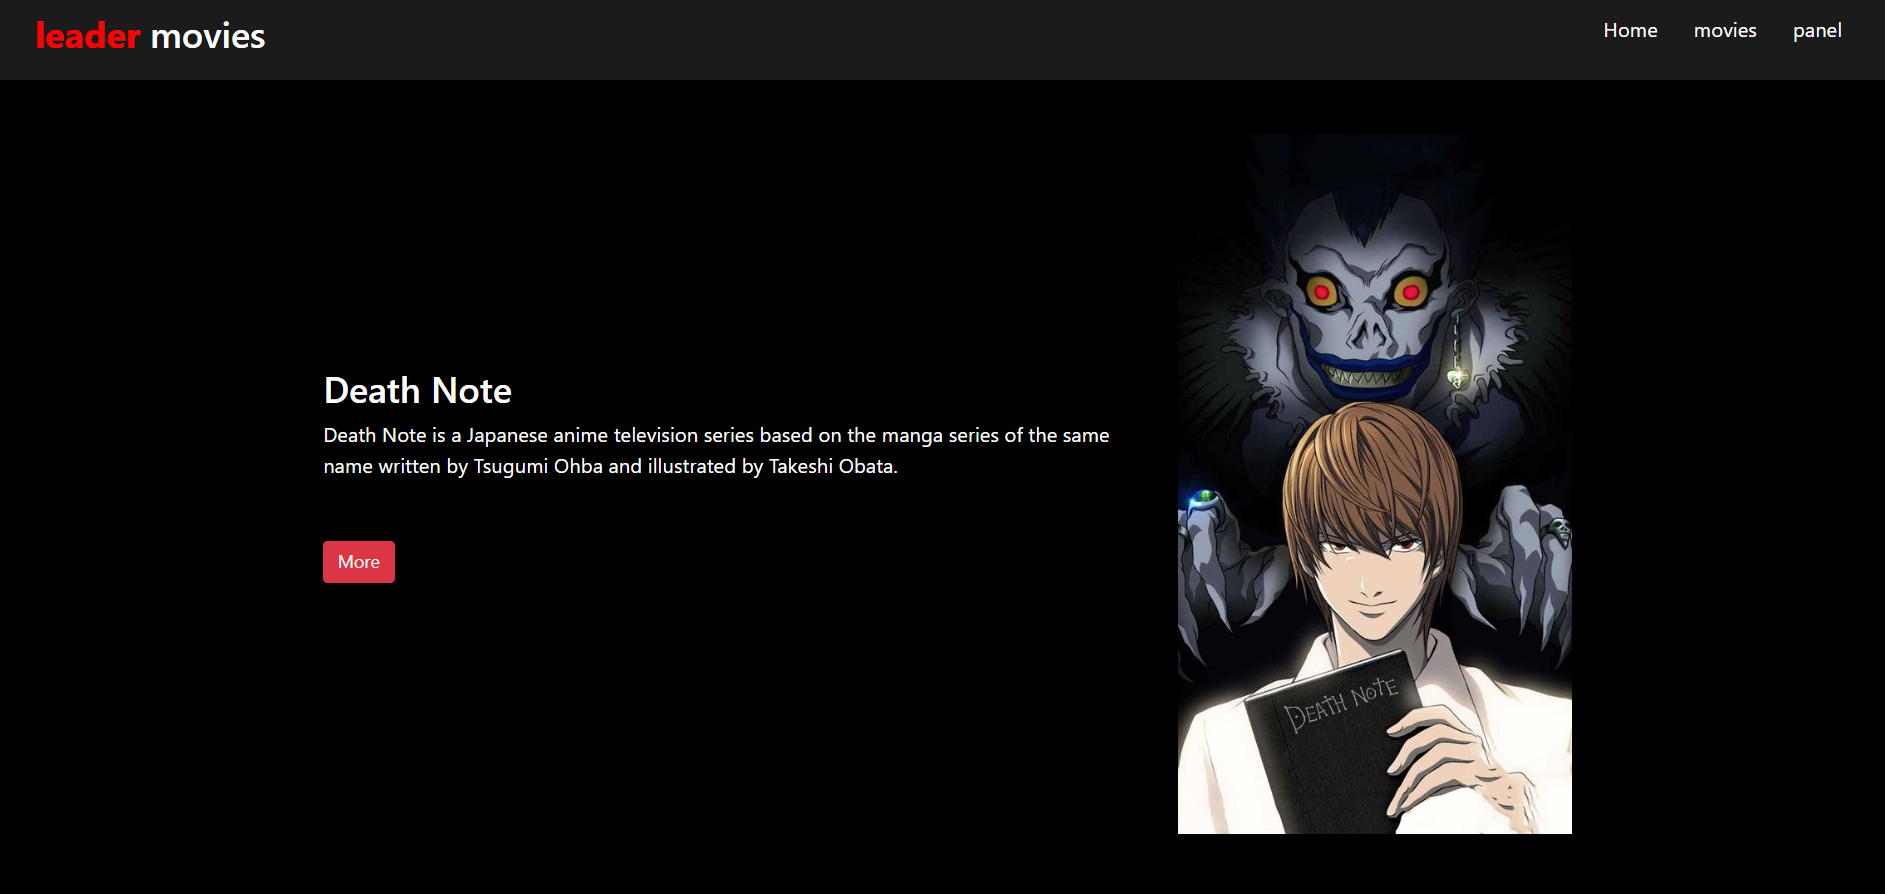 leader movies
Home movies panel
Death Note
Death Note is a Japanese anime television series based on the manga series of the same
name written by Tsugumi Ohba and illustrated by Takeshi Obata.
More
DEATH NOTE